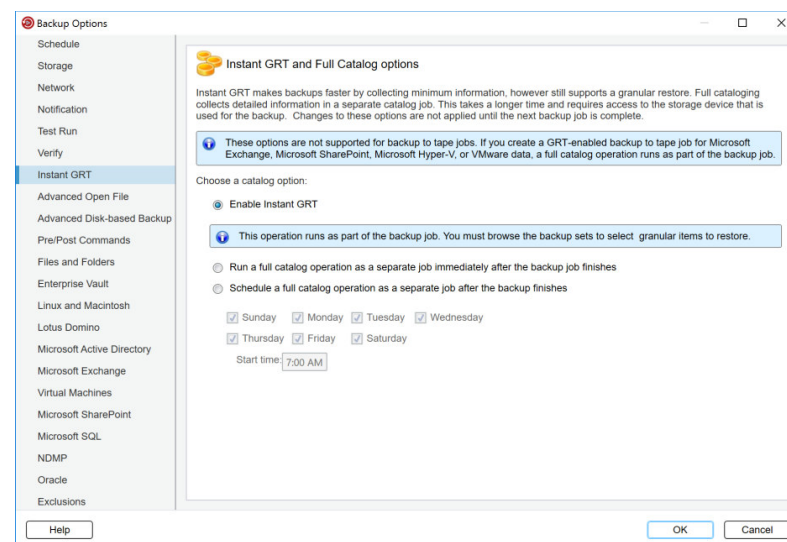 Backup Options
Schedule
Storage
Network
Notification
Test Run
Verify
Instant GRT
Advanced Open File
Advanced Disk-based Backup
Pre/Post Commands
Files and Folders
Enterprise Vault
Linux and Macintosh
Lotus Domino
Microsoft Active Directory
Microsoft Exchange
Virtual Machines
Microsoft SharePoint
Microsoft SQL
NDMP
Oracle
Exclusions
Instant GRT and Full Catalog options
Instant GRT makes backups faster by collecting minimum information, however still supports a granular restore. Full cataloging
collects detailed information in a separate catalog job. This takes a longer time and requires access to the storage device that is
used for the backup. Changes to these options are not applied until the next backup job is complete.
These options are not supported for backup to tape jobs. If you create a GRT-enabled backup to tape job for Microsoft
Exchange, Microsoft SharePoint, Microsoft Hyper-V, or VMware data, a full catalog operation runs as part of the backup job.
Choose a catalog option:
Enable Instant GRT
This operation runs as part of the backup job. You must browse the backup sets to select granular items to restore.
Run a full catalog operation as a separate job immediately after the backup job finishes
Schedule a full catalog operation as a separate job after the backup finishes
Sunday Monday Tuesday Wednesday
Thursday Friday Saturday
Start time: 7:00 AM
Help OK Cancel